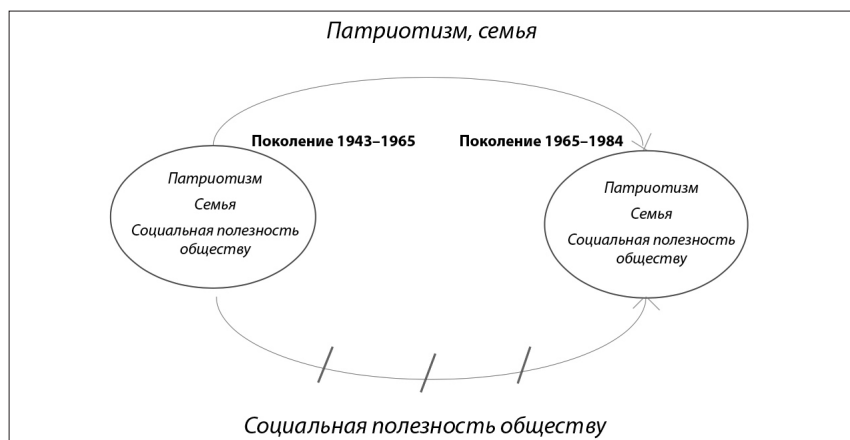 Патриотизм, семья
Поколение 1943–1965
Поколение 1965–1984
Патриотизм
Семья
Социальная полезность
обществу
Патриотизм
Семья
Социальная полезность
обществу
Социальная полезность обществу